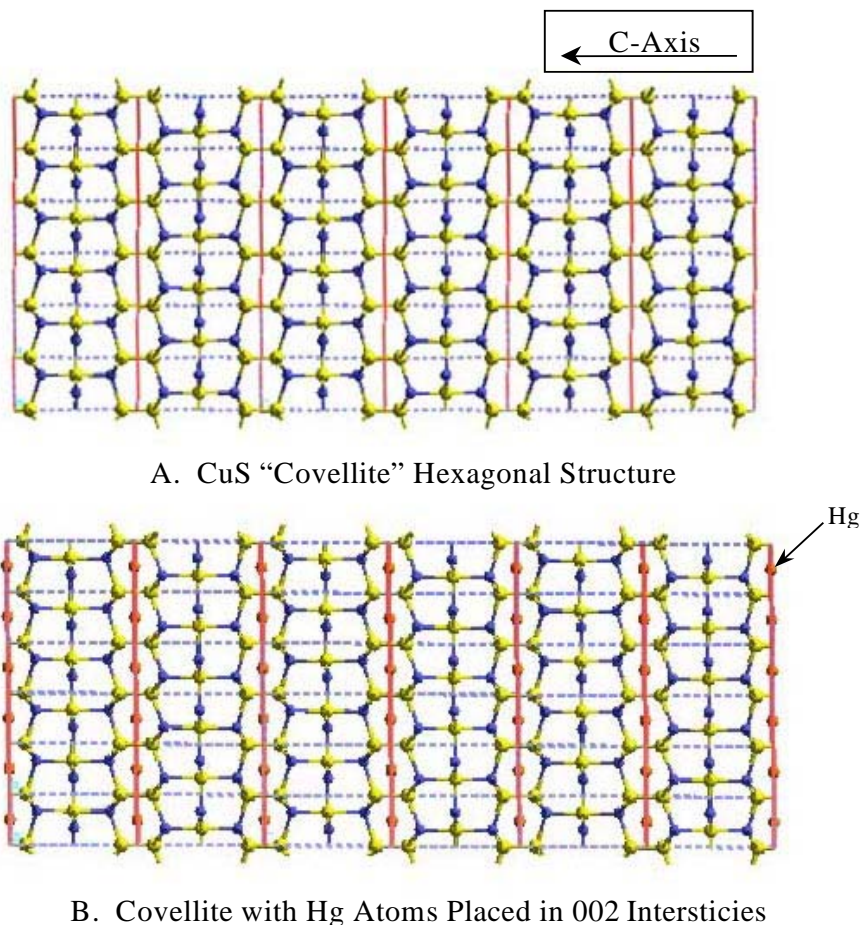 C-Axis
A. CuS “Covellite” Hexagonal Structure
Hg
B. Covellite with Hg Atoms Placed in 002 Intersticies